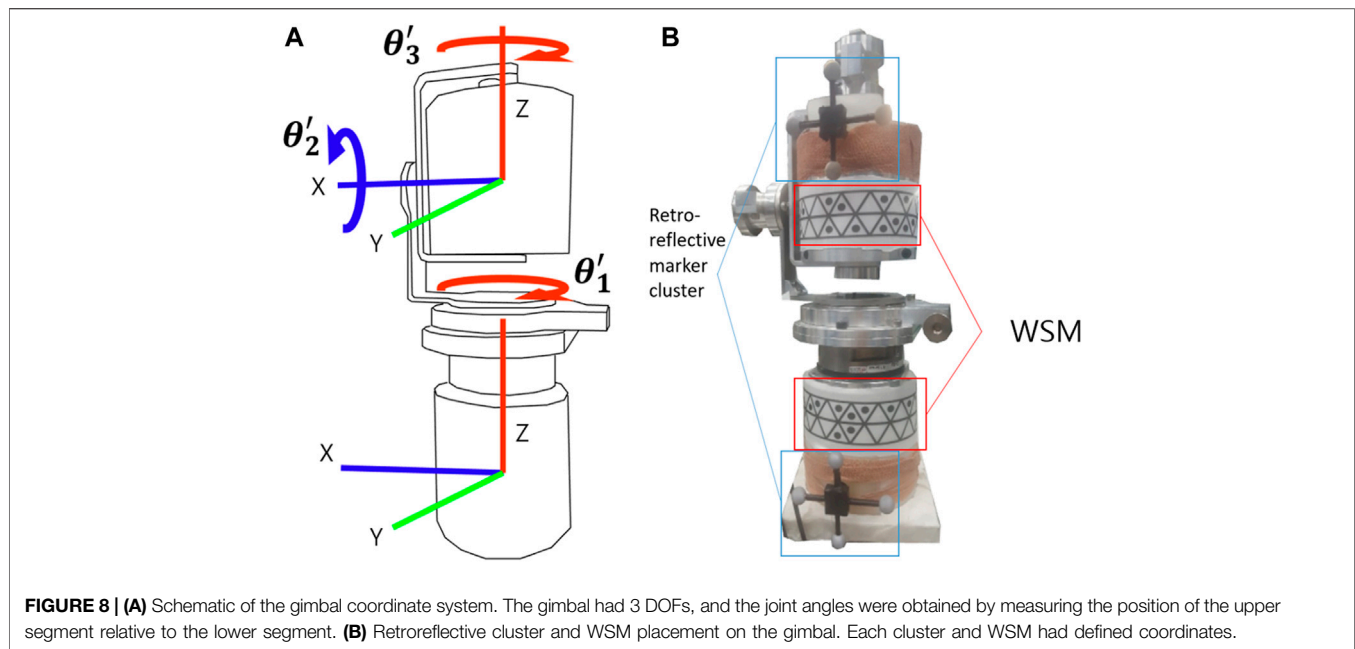 A
B
θ′3
Z
θ′2
X
Y
θ′1
Z
X
Y
Retro-
reflective
marker
cluster
WSM
FIGURE 8 | (A) Schematic of the gimbal coordinate system. The gimbal had 3 DOFs, and the joint angles were obtained by measuring the position of the upper
segment relative to the lower segment. (B) Retroreflective cluster and WSM placement on the gimbal. Each cluster and WSM had defined coordinates.